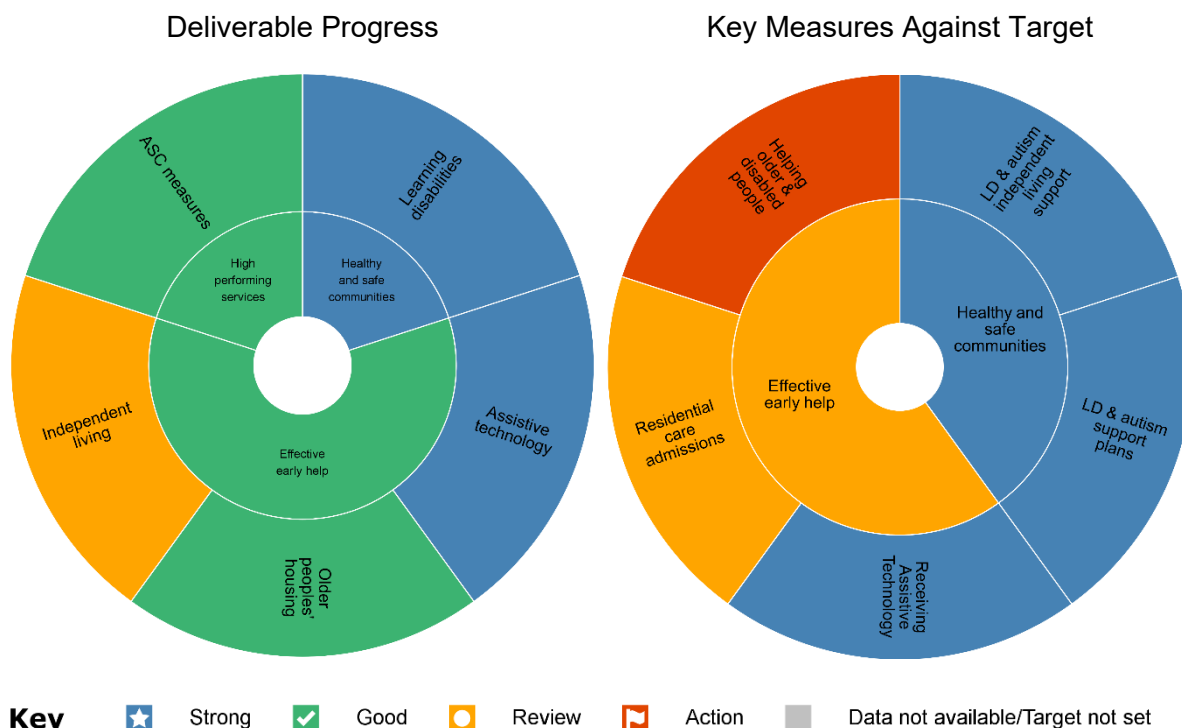 Deliverable Progress
Key Measures Against Target
ASC measures
Learning
disabilities
High
performing
services
Healthy
and safe
communities
Independent
living
Assistive
technology
Effective
early help
Older
peoples'
housing
Helping
older &
disabled
people
LD & autism
independent
living
support
Healthy and
safe
communities
Effective
early help
Residential
care
admissions
LD & autism
support
plans
Receiving
Assistive
Technology
Key
Strong
Good
Review
Action
Data not available/Target not set